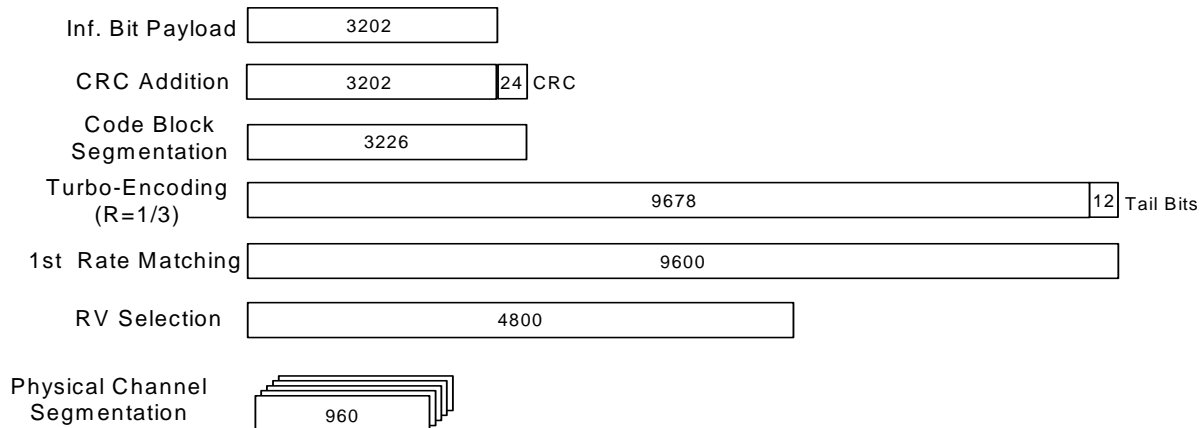 Inf. Bit Payload 3202
CRC Addition 3202 24 CRC
Code Block
Segmentation 3226
Turbo-Encoding
(R=1/3) 9678 12 Tail Bits
1st Rate Matching 9600
RV Selection 4800
Physical Channel
Segmentation 960